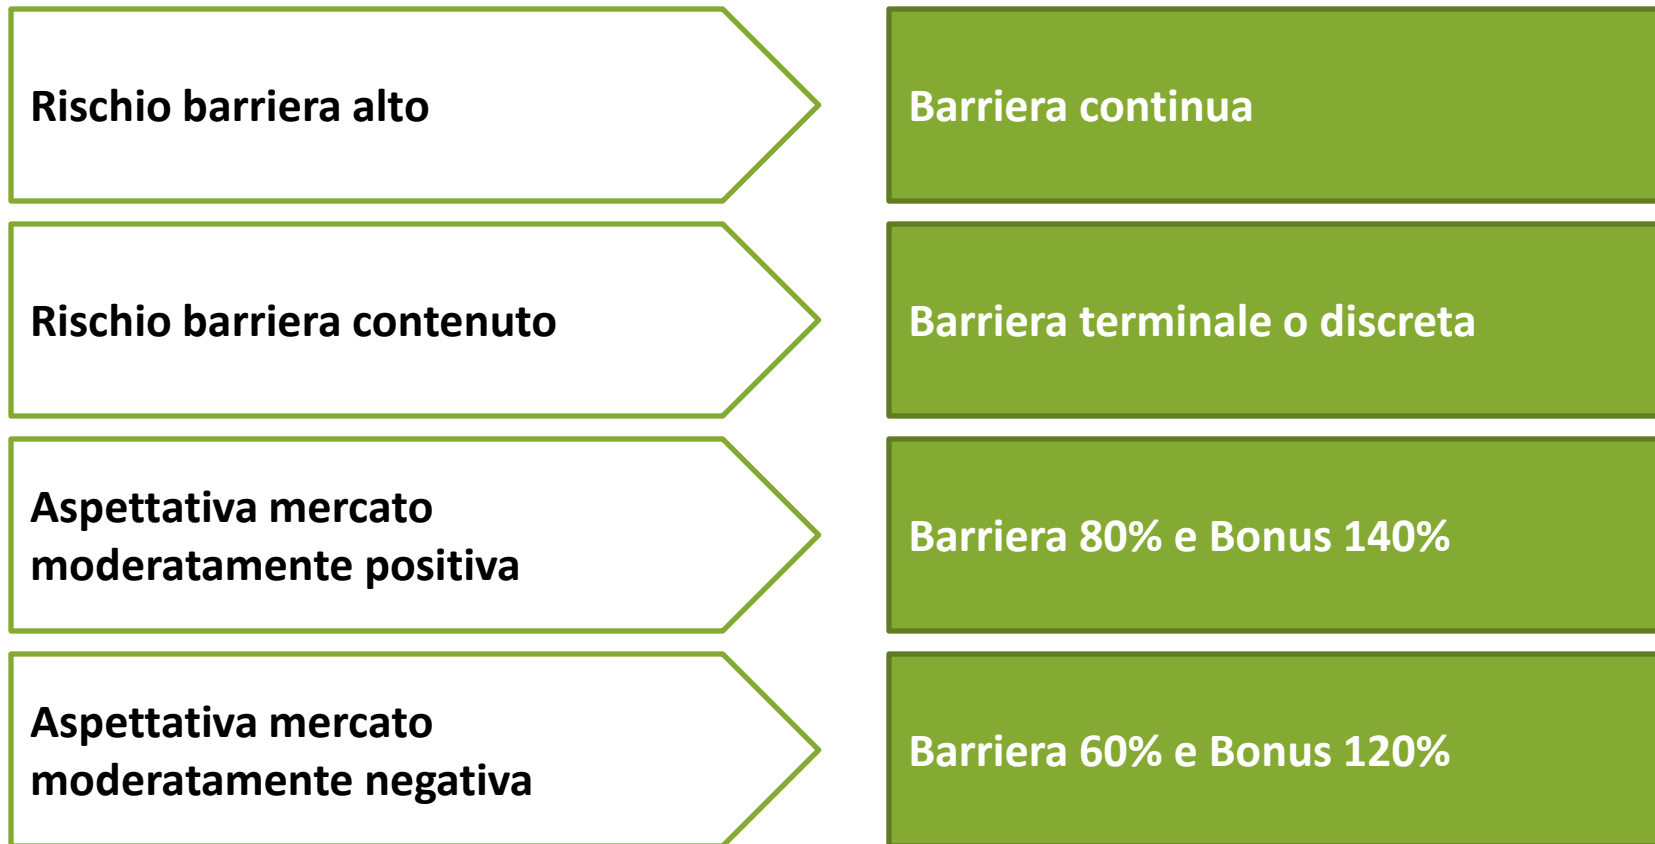 Rischio barriera alto
Barriera continua
Rischio barriera contenuto
Barriera terminale o discreta
Aspettativa mercato
moderatamente positiva
Barriera 80% e Bonus 140%
Aspettativa mercato
moderatamente negativa
Barriera 60% e Bonus 120%